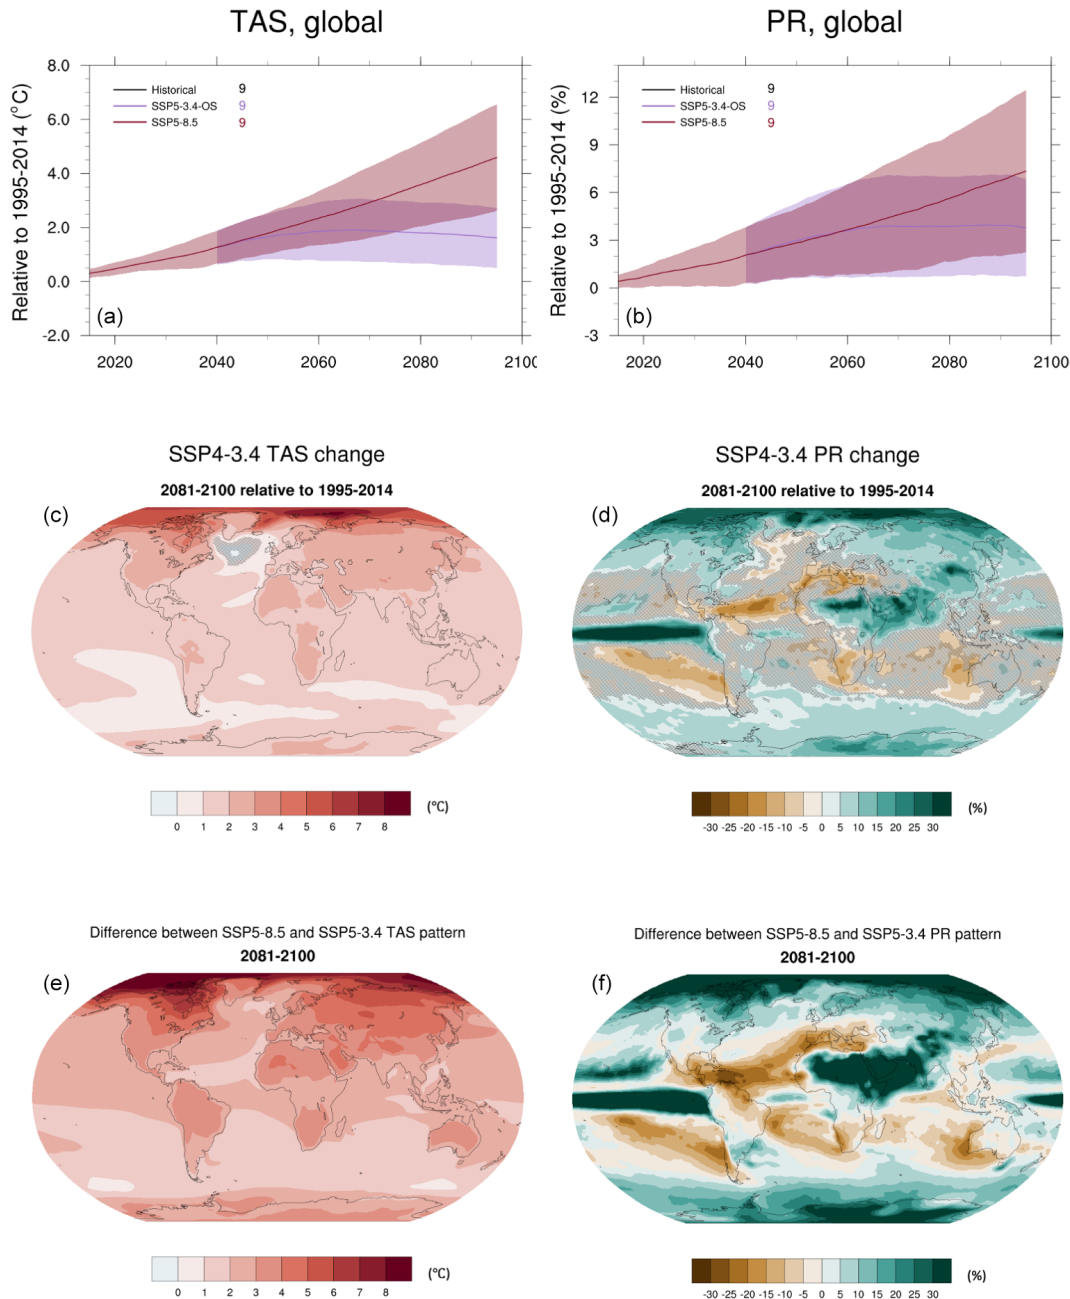 TAS, global
PR, global
Relative to 1995-2014 (°C)
8.0
6.0
4.0
2.0
0.0
-2.0
Historical 9
SSP5-3.4-OS 9
SSP5-8.5 9
(a)
2020 2040 2060 2080 2100
Relative to 1995-2014 (%)
12
9
6
3
0
-3
Historical 9
SSP5-3.4-OS 9
SSP5-8.5 9
(b)
2020 2040 2060 2080 2100
SSP4-3.4 TAS change
2081-2100 relative to 1995-2014
(c)
0 1 2 3 4 5 6 7 8 (°C)
SSP4-3.4 PR change
2081-2100 relative to 1995-2014
(d)
-30 -25 -20 -15 -10 -5 0 5 10 15 20 25 30 (%)
Difference between SSP5-8.5 and SSP5-3.4 TAS pattern
2081-2100
(e)
0 1 2 3 4 5 6 7 8 (°C)
Difference between SSP5-8.5 and SSP5-3.4 PR pattern
2081-2100
(f)
-30 -25 -20 -15 -10 -5 0 5 10 15 20 25 30 (%)